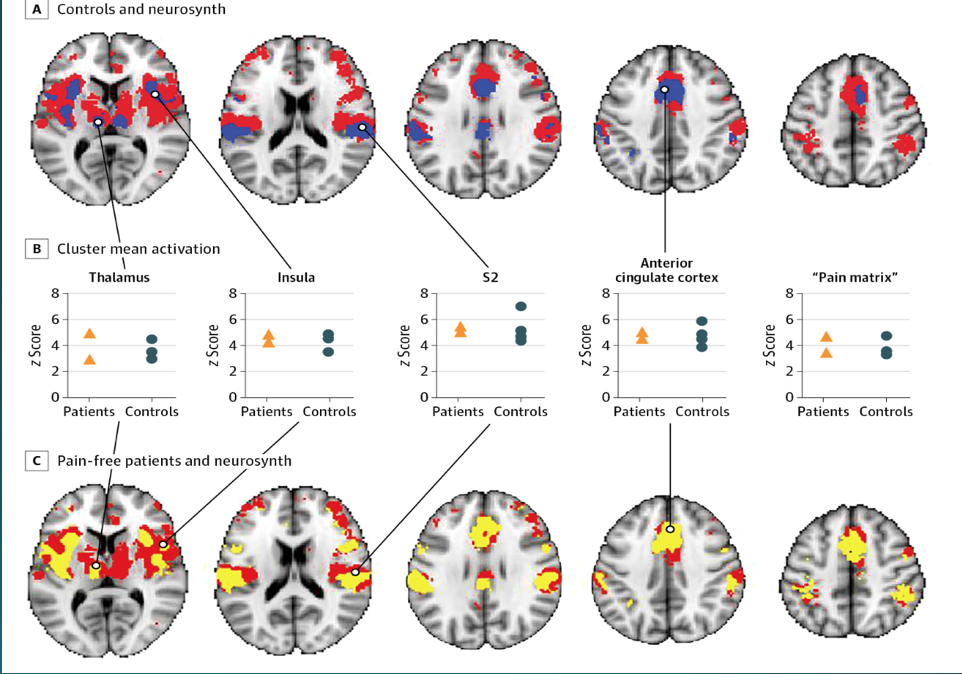 A Controls and neurosynth
B Cluster mean activation
Thalamus
8
6
4
2
0
z Score
Patients Controls
Insula
8
6
4
2
0
z Score
Patients Controls
S2
8
6
4
2
0
z Score
Patients Controls
Anterior
cingulate cortex
8
6
4
2
0
z Score
Patients Controls
“Pain matrix”
8
6
4
2
0
z Score
Patients Controls
C Pain-free patients and neurosynth